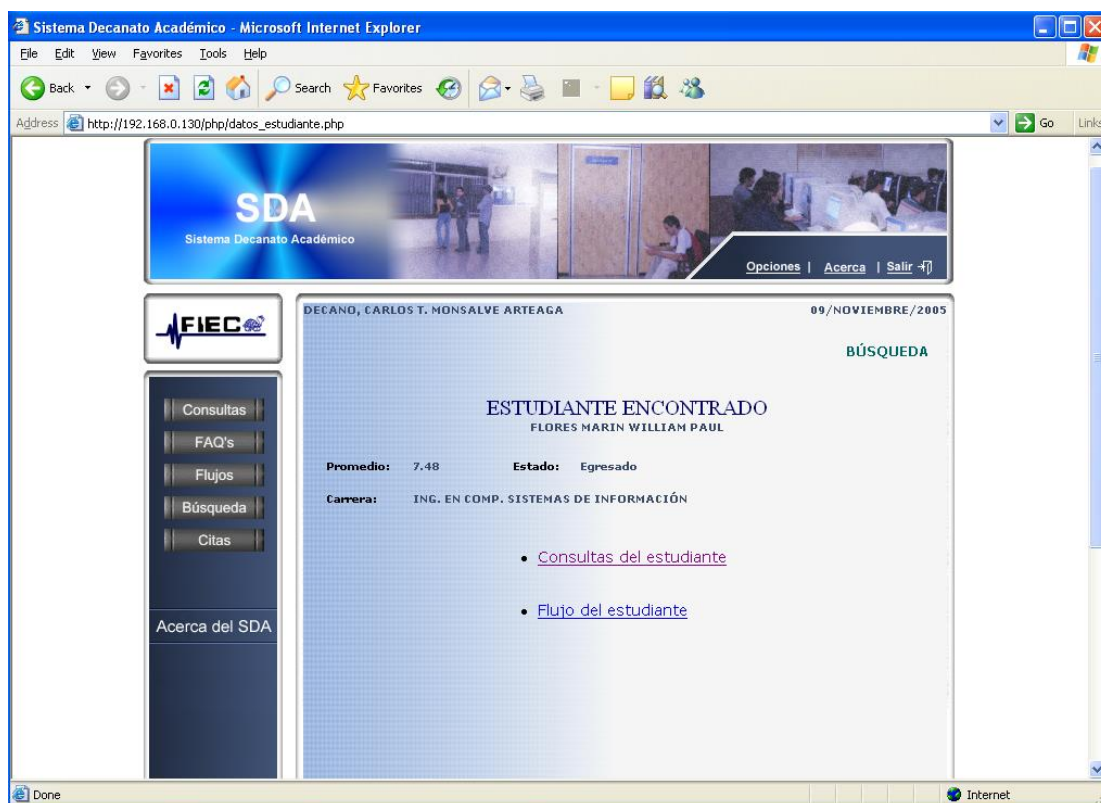 Sistema Decanato Académico - Microsoft Internet Explorer
File Edit View Favorites Tools Help
Back Search Favorites
Address http://192.168.0.130/php/datos_estudiante.php Go Links
SDA
Sistema Decanato Académico
Opciones | Acerca | Salir
FIEC
DECANO, CARLOS T. MONSALVE ARTEAGA 09/NOVIEMBRE/2005
BÚSQUEDA
Consultas
FAQ's
Flujos
Búsqueda
Citas
Acerca del SDA
ESTUDIANTE ENCONTRADO
FLORES MARIN WILLIAM PAUL
Promedio: 7.48 Estado: Egresado
Carrera: ING. EN COMP. SISTEMAS DE INFORMACIÓN
• Consultas del estudiante
• Flujo del estudiante
Done Internet